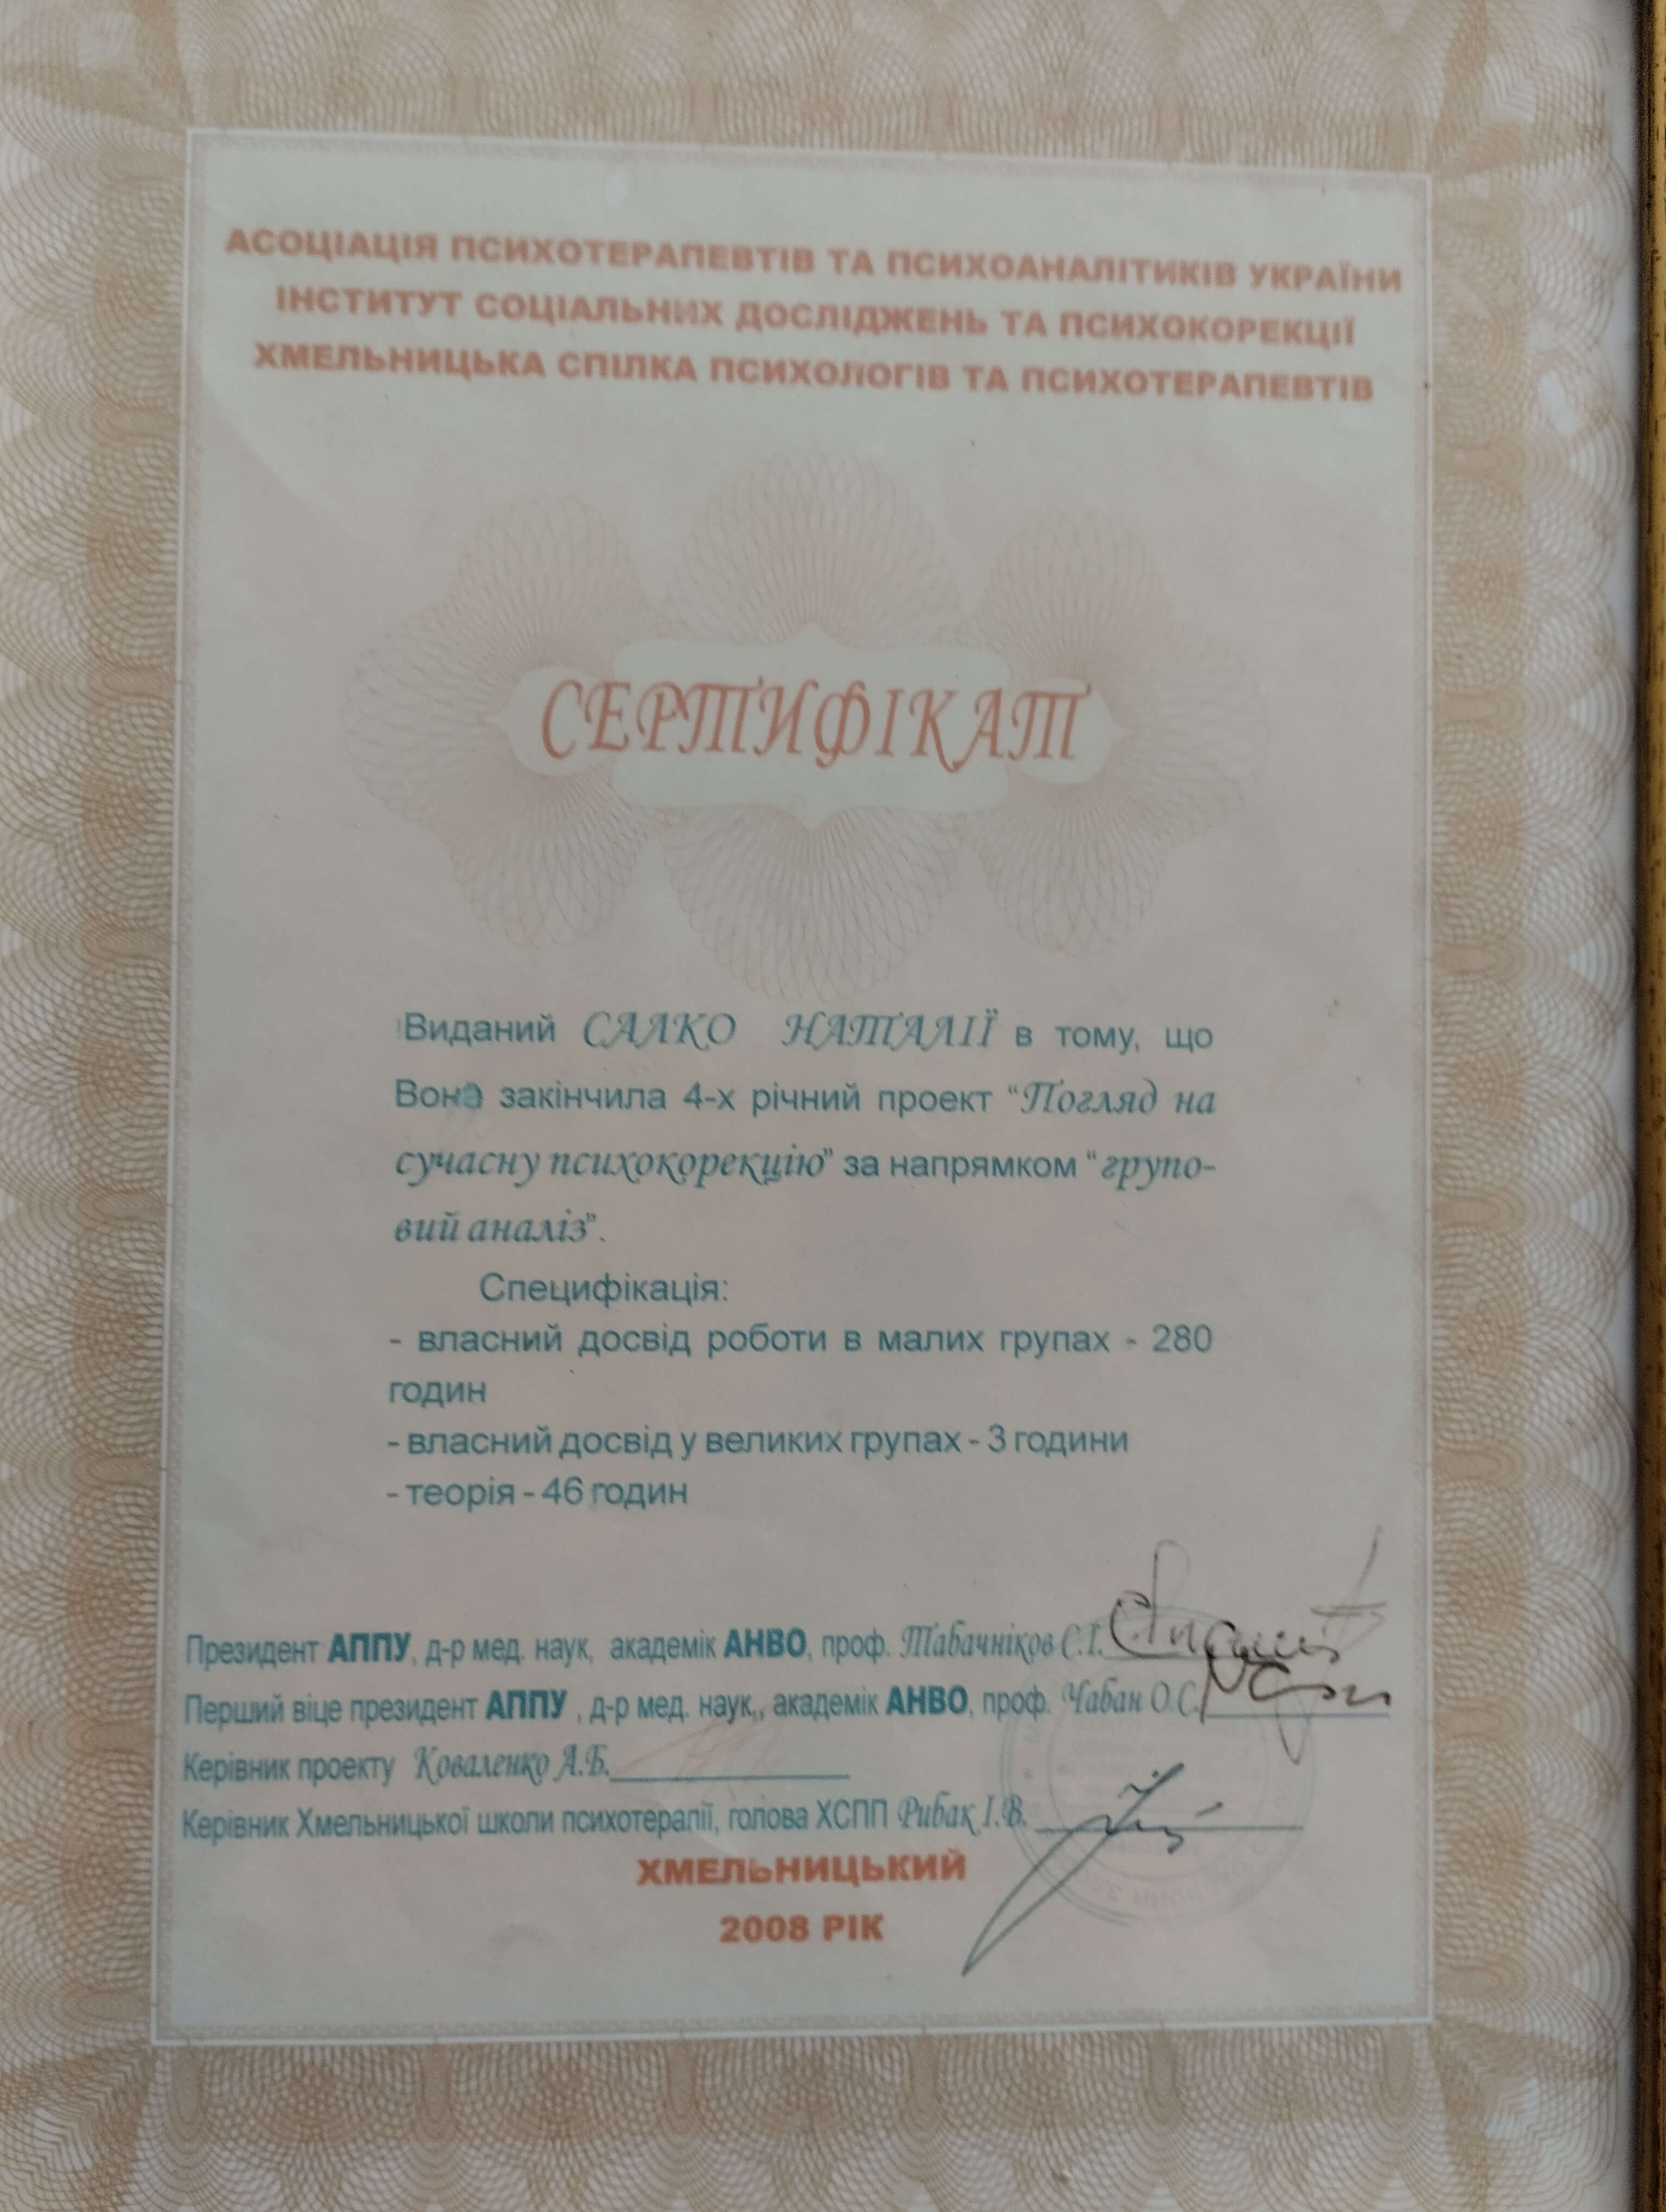 АСОЦІАЦІЯ ПСИХОТЕРАПЕВТІВ ТА ПСИХОАНАЛІТИКІВ УКРАЇНИ
ІНСТИТУТ СОЦІАЛЬНИХ ДОСЛІДЖЕНЬ ТА ПСИХОКОРЕКЦІЇ
ХМЕЛЬНИЦЬКА СПІЛКА ПСИХОЛОГІВ ТА ПСИХОТЕРАПЕВТІВ
СЕРТИФІКАТ
Виданий САЛКО НАТАЛІЇ в тому, що
Вона закінчила 4-х річний проект “Погляд на
сучасну психокорекцію” за напрямком “групо-
вий аналіз”.
Специфікація:
- власний досвід роботи в малих групах - 280
годин
- власний досвід у великих групах - 3 години
- теорія - 46 годин
Президент АППУ, д-р мед. наук, академік АНВО, проф. Табачніков С.І.
Перший віце президент АППУ , д-р мед. наук,, академік АНВО, проф. Чабан О.С.
Керівник проекту Коваленко А.Б.
Керівник Хмельницької школи психотерапії, голова ХСПП Рибак І.В.
ХМЕЛЬНИЦЬКИЙ
2008 РІК